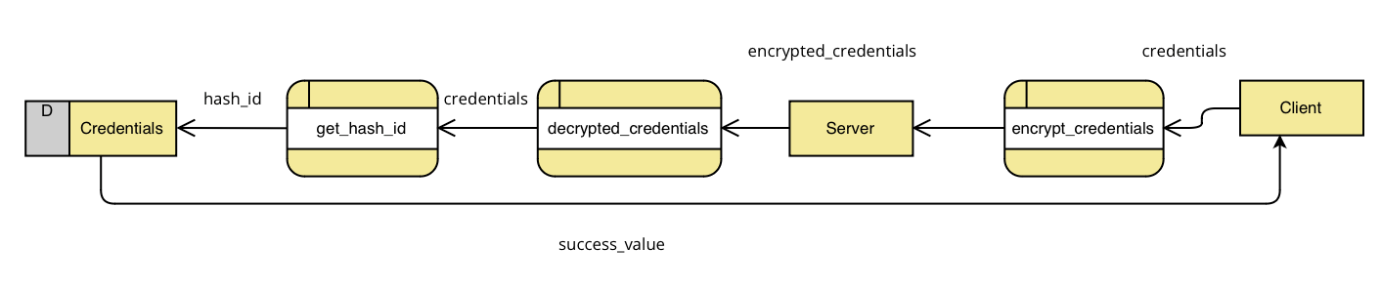 encrypted_credentials
credentials
hash_id
credentials
D
Credentials
get_hash_id
decrypted_credentials
Server
encrypt_credentials
Client
success_value